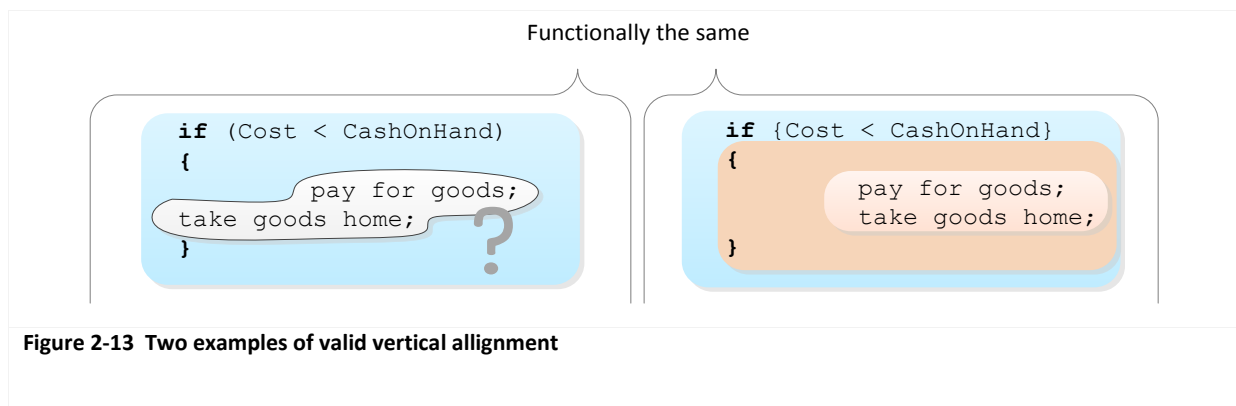 Functionally the same
if (Cost < CashOnHand)
{
pay for goods;
take goods home;
}
?
if {Cost < CashOnHand}
{
pay for goods;
take goods home;
}
Figure 2-13 Two examples of valid vertical allignment